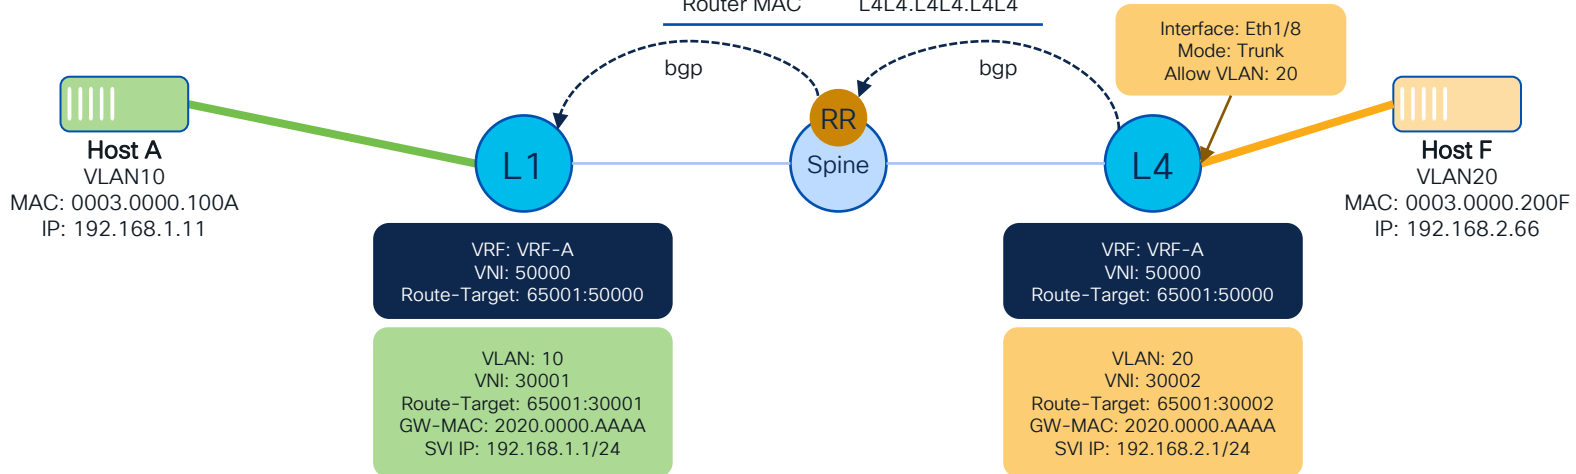 Router MAC L4L4.L4L4.L4L4
bgp
bgp
Interface: Eth1/8
Mode: Trunk
Allow VLAN: 20
Host A
VLAN10
MAC: 0003.0000.100A
IP: 192.168.1.11
L1
RR
Spine
L4
Host F
VLAN20
MAC: 0003.0000.200F
IP: 192.168.2.66
VRF: VRF-A
VNI: 50000
Route-Target: 65001:50000
VRF: VRF-A
VNI: 50000
Route-Target: 65001:50000
VLAN: 10
VNI: 30001
Route-Target: 65001:30001
GW-MAC: 2020.0000.AAAA
SVI IP: 192.168.1.1/24
VLAN: 20
VNI: 30002
Route-Target: 65001:30002
GW-MAC: 2020.0000.AAAA
SVI IP: 192.168.2.1/24